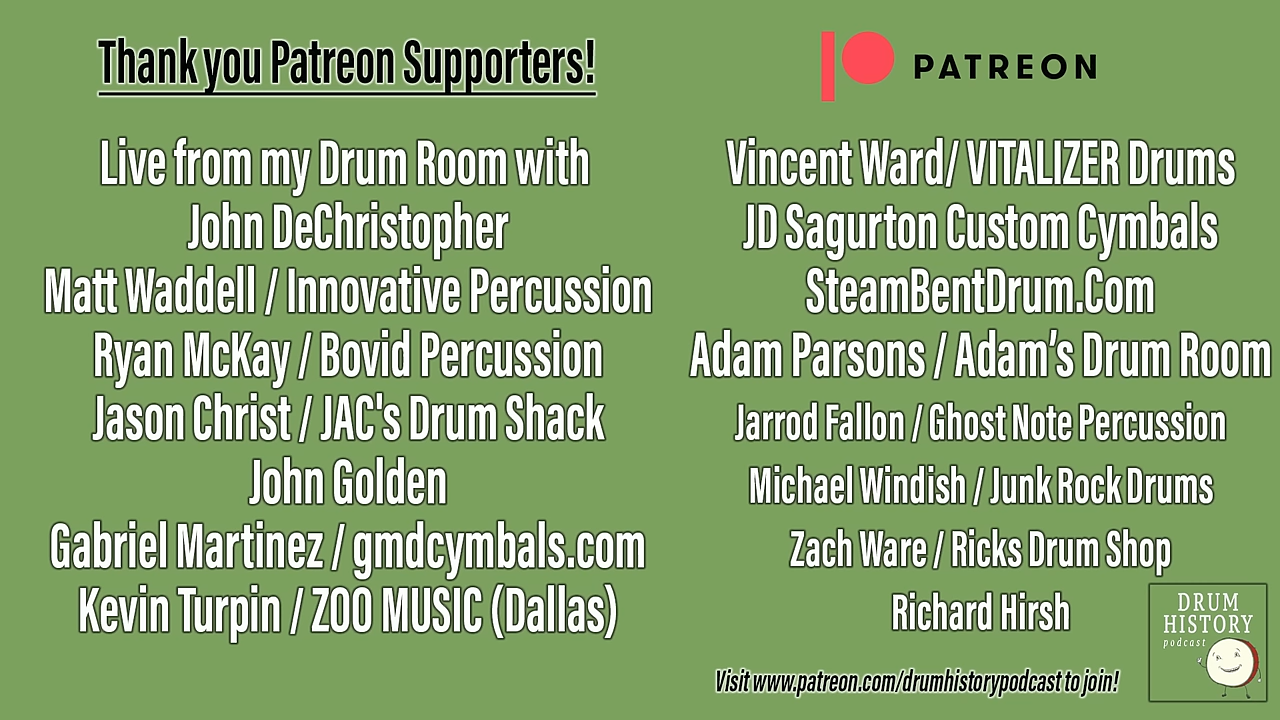 Thank you Patreon Supporters!
Live from my Drum Room with
John DeChristopher
Matt Waddell / Innovative Percussion
Ryan McKay / Bovid Percussion
Jason Christ / JAC's Drum Shack
John Golden
Gabriel Martinez / gmdcymbals.com
Kevin Turpin / ZOO MUSIC (Dallas)
PATREON
Vincent Ward/ VITALIZER Drums
JD Sagurton Custom Cymbals
SteamBentDrum.Com
Adam Parsons / Adam’s Drum Room
Jarrod Fallon / Ghost Note Percussion
Michael Windish / Junk Rock Drums
Zach Ware / Ricks Drum Shop
Richard Hirsh
Visit www.patreon.com/drumhistorypodcast to join!
DRUM
HISTORY
podcast